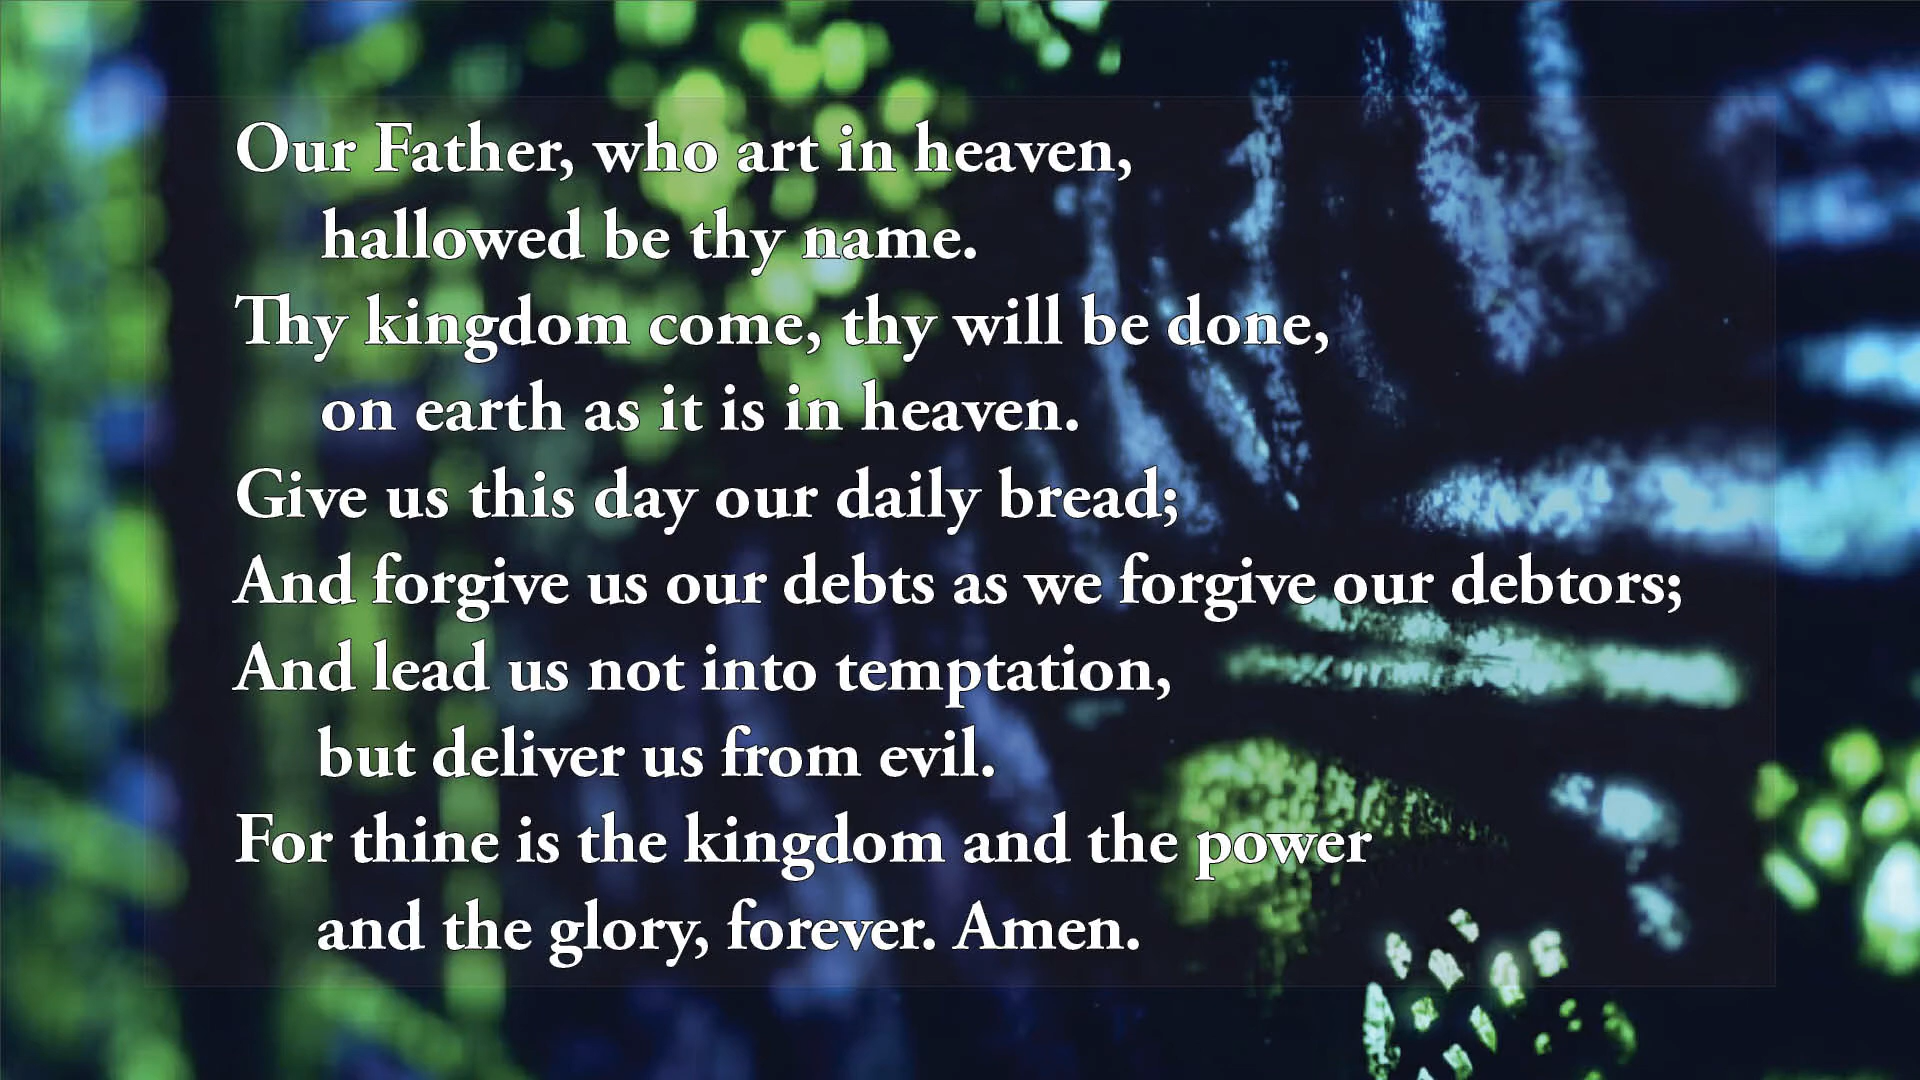 Our Father, who art in heaven,
hallowed be thy name.
Thy kingdom come, thy will be done,
on earth as it is in heaven.
Give us this day our daily bread;
And forgive us our debts as we forgive our debtors;
And lead us not into temptation,
but deliver us from evil.
For thine is the kingdom and the power
and the glory, forever. Amen.